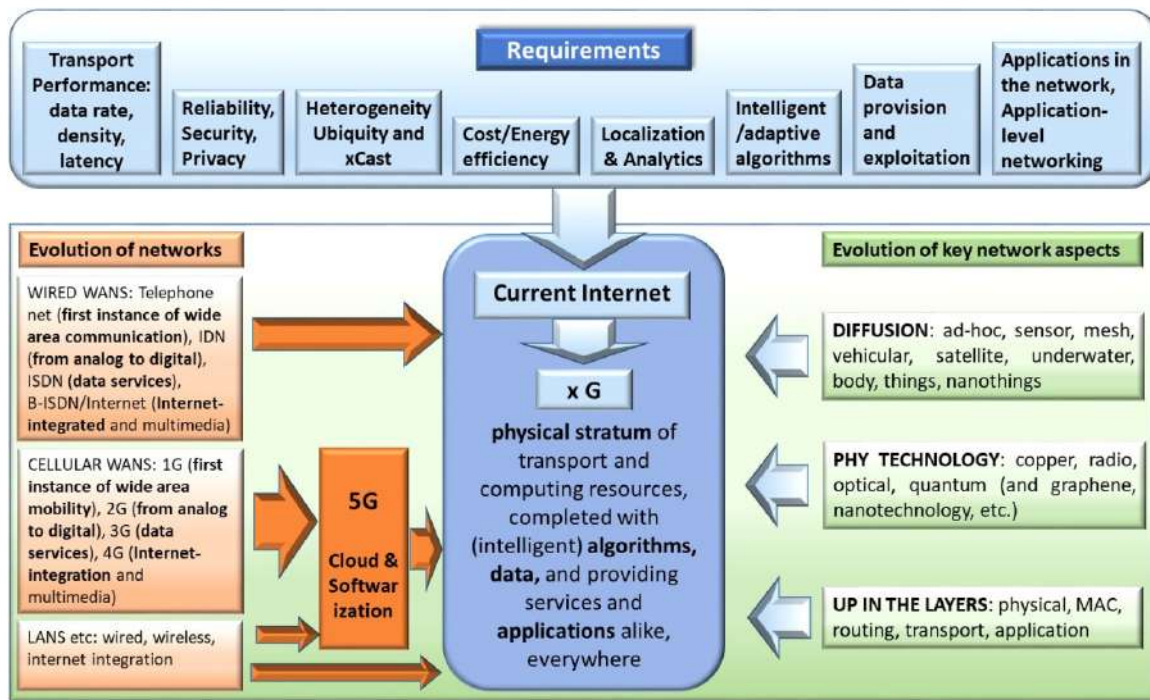 Requirements
Transport
Performance:
data rate,
density,
latency
Reliability,
Security,
Privacy
Heterogeneity
Ubiquity and
xCast
Cost/Energy
efficiency
Localization
& Analytics
Intelligent
/adaptive
algorithms
Data
provision
and
exploitation
Applications in
the network,
Application-
level
networking
Evolution of networks
WIRED WANS: Telephone
net (first instance of wide
area communication), IDN
(from analog to digital),
ISDN (data services),
B-ISDN/Internet (Internet-
integrated and multimedia)
CELLULAR WANS: 1G (first
instance of wide area
mobility), 2G (from analog
to digital), 3G (data
services), 4G (Internet-
integration and
multimedia)
LANS etc: wired, wireless,
internet integration
5G
Cloud &
Softwar
ization
Current Internet
x G
physical stratum of
transport and
computing resources,
completed with
(intelligent) algorithms,
data, and providing
services and
applications alike,
everywhere
Evolution of key network aspects
DIFFUSION: ad-hoc, sensor, mesh,
vehicular, satellite, underwater,
body, things, nanothings
PHY TECHNOLOGY: copper, radio,
optical, quantum (and graphene,
nanotechnology, etc.)
UP IN THE LAYERS: physical, MAC,
routing, transport, application